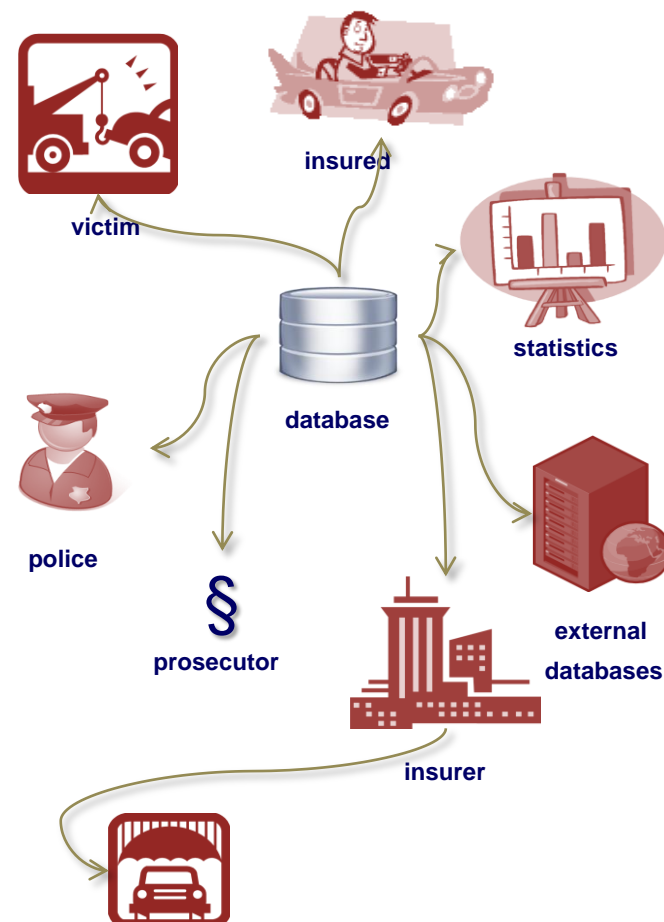 insured
victim
statistics
database
police
§
prosecutor
external
databases
insurer